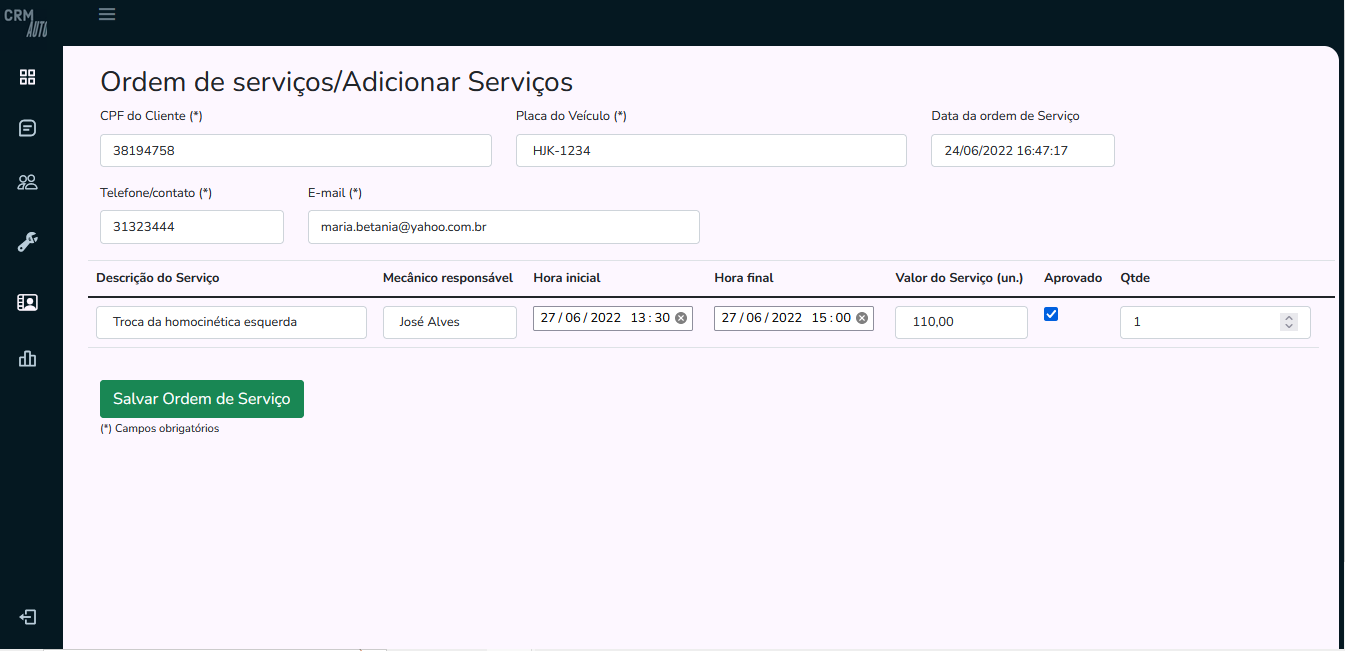 CRM
AUTO
Ordem de serviços/Adicionar Serviços
CPF do Cliente (*) Placa do Veículo (*) Data da ordem de Serviço
38194758 HJK-1234 24/06/2022 16:47:17
Telefone/contato (*) E-mail (*)
31323444 maria.betania@yahoo.com.br
Descrição do Serviço Mecânico responsável Hora inicial Hora final Valor do Serviço (un.) Aprovado Qtde
Troca da homocinética esquerda José Alves 27/06/2022 13:30 27/06/2022 15:00 110,00 1
Salvar Ordem de Serviço
(*) Campos obrigatórios